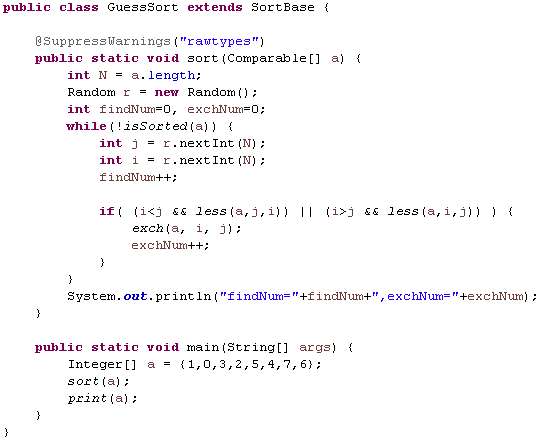 public class GuessSort extends SortBase {
@SuppressWarnings("rawtypes")
public static void sort(Comparable[] a) {
int N = a.length;
Random r = new Random();
int findNum=0, exchNum=0;
while(!isSorted(a)) {
int j = r.nextInt(N);
int i = r.nextInt(N);
findNum++;
if( (i<j && less(a,j,i)) || (i>j && less(a,i,j)) ) {
exch(a, i, j);
exchNum++;
}
}
System.out.println("findNum="+findNum+",exchNum="+exchNum);
}
public static void main(String[] args) {
Integer[] a = {1,0,3,2,5,4,7,6};
sort(a);
print(a);
}
}